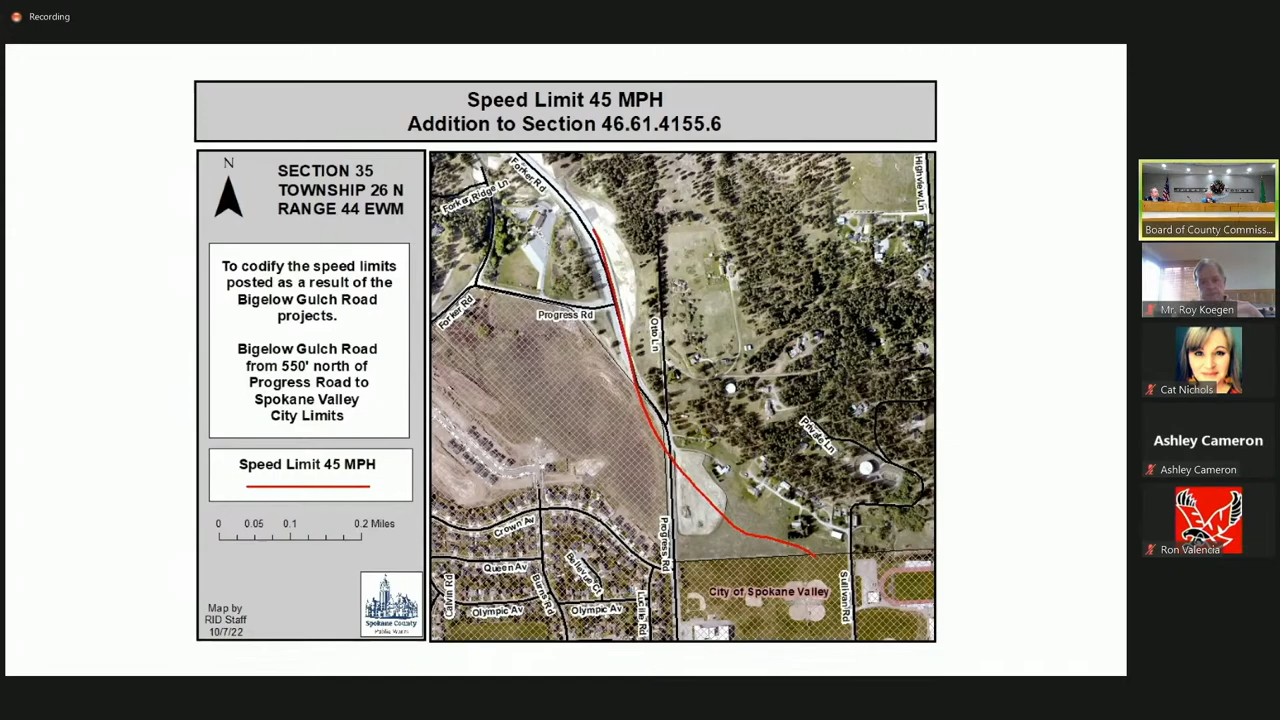 Recording
Speed Limit 45 MPH
Addition to Section 46.61.4155.6
N
SECTION 35
TOWNSHIP 26 N
RANGE 44 EWM
To codify the speed limits
posted as a result of the
Bigelow Gulch Road
projects.
Bigelow Gulch Road
from 550' north of
Progress Road to
Spokane Valley
City Limits
Speed Limit 45 MPH
0 0.05 0.1 0.2 Miles
Map by
RID Staff
10/7/22
Spokane County
Public Works
Forker Rd
Forker Ridge Ln
Highview Ln
Forker Rd
Progress Rd
Otto Ln
Private Ln
Crown Av
Progress Rd
Queen Av
Bellevue Ct
Calvin Rd
Burns Rd
Olympic Av
Olympic Av
Lucille Rd
City of Spokane Valley
Sullivan Rd
Board of County Commiss...
Mr. Roy Koegen
Cat Nichols
Ashley Cameron
Ashley Cameron
Ron Valencia